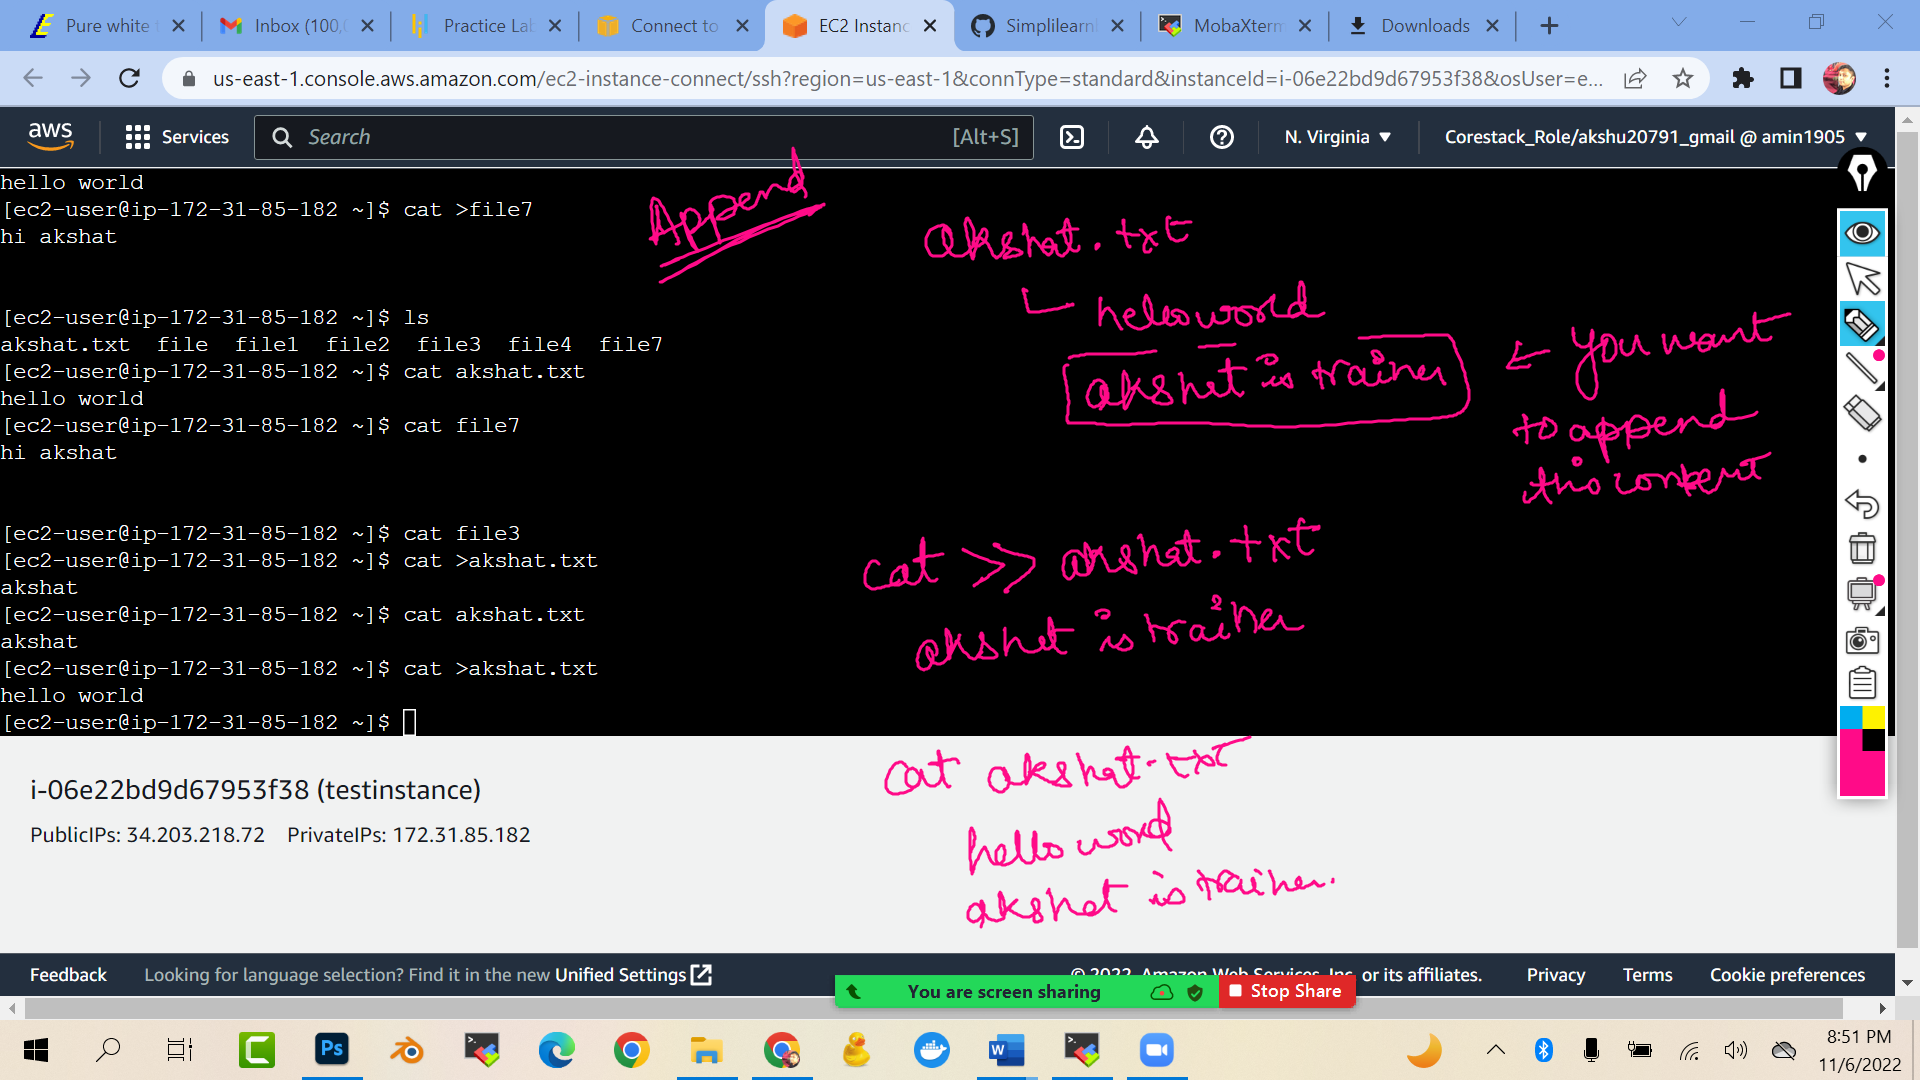 Pure white
Inbox (100,
Practice Lab
Connect to
EC2 Instanc
Simplilearn
MobaXterm
Downloads
us-east-1.console.aws.amazon.com/ec2-instance-connect/ssh?region=us-east-1&connType=standard&instanceId=i-06e22bd9d67953f38&osUser=e...
aws
Services
Search
[Alt+S]
N. Virginia
Corestack_Role/akshu20791_gmail @ amin1905
hello world
[ec2-user@ip-172-31-85-182 ~]$ cat >file7
hi akshat
[ec2-user@ip-172-31-85-182 ~]$ ls
akshat.txt file file1 file2 file3 file4 file7
[ec2-user@ip-172-31-85-182 ~]$ cat akshat.txt
hello world
[ec2-user@ip-172-31-85-182 ~]$ cat file7
hi akshat
[ec2-user@ip-172-31-85-182 ~]$ cat file3
[ec2-user@ip-172-31-85-182 ~]$ cat >akshat.txt
akshat
[ec2-user@ip-172-31-85-182 ~]$ cat akshat.txt
akshat
[ec2-user@ip-172-31-85-182 ~]$ cat >akshat.txt
hello world
[ec2-user@ip-172-31-85-182 ~]$
Append
akshat.txt
hello world
akshat is trainer
you want
to append
this content
cat >> akshat.txt
akshat is trainer
cat akshat.txt
hello word
akshat is trainer.
i-06e22bd9d67953f38 (testinstance)
PublicIPs: 34.203.218.72 PrivateIPs: 172.31.85.182
Feedback
Looking for language selection? Find it in the new Unified Settings
© 2022, Amazon Web Services, Inc. or its affiliates.
Privacy
Terms
Cookie preferences
You are screen sharing
Stop Share
Ps
W
8:51 PM
11/6/2022